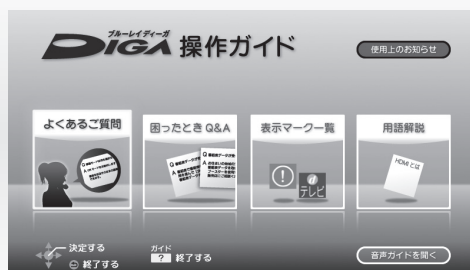 ブルーレイディーガ
DIGA 操作ガイド
使用上のお知らせ
よくあるご質問
困ったとき Q&A
表示マーク一覧
用語解説
!
d
テレビ
HDMIとは
決定する
終了する
ガイド
? 終了する
音声ガイドを聞く